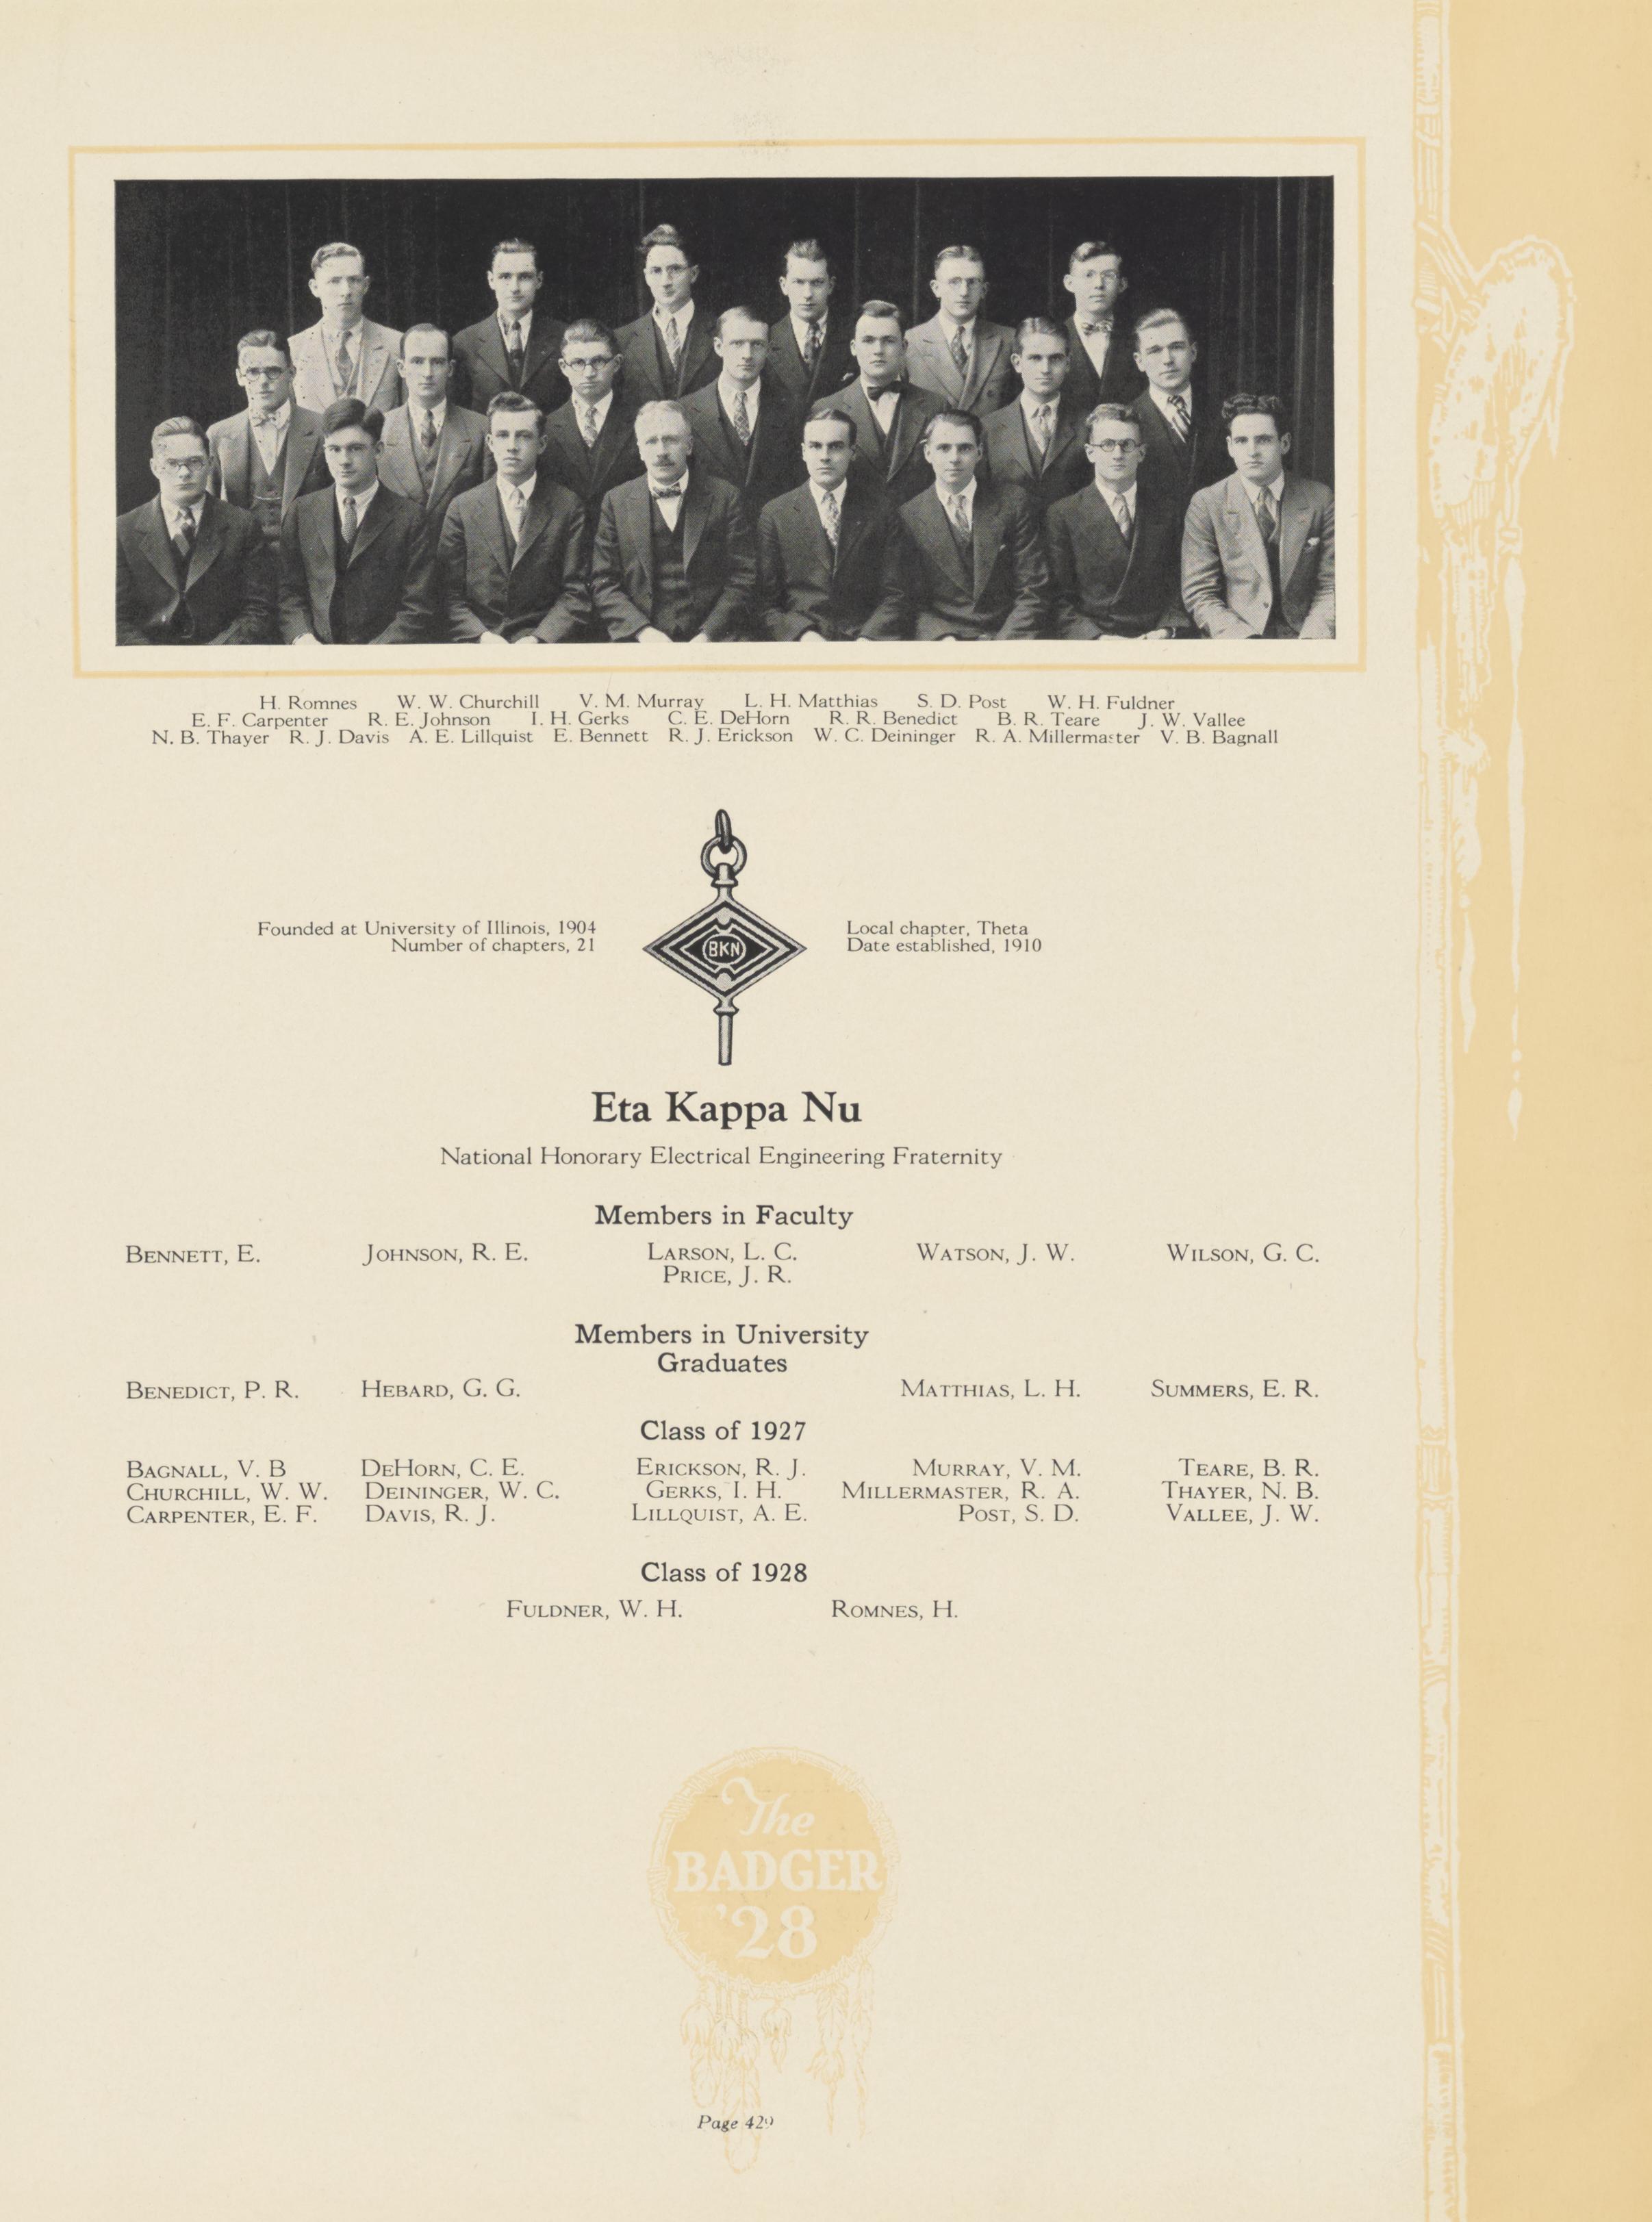 H. Romnes W. W. Churchill V. M. Murray L. H. Matthias S. D. Post W. H. Fuldner
E. F. Carpenter R. E. Johnson I. H. Gerks C. E. DeHorn R. R. Benedict B. R. Teare J. W. Vallee
N. B. Thayer R. J. Davis A. E. Lillquist E. Bennett R. J. Erickson W. C. Deininger R. A. Millermaster V. B. Bagnall
Founded at University of Illinois, 1904
Number of chapters, 21
BKN
Local chapter, Theta
Date established, 1910
Eta Kappa Nu
National Honorary Electrical Engineering Fraternity
Members in Faculty
BENNETT, E. JOHNSON, R. E. LARSON, L. C. WATSON, J. W. WILSON, G. C.
PRICE, J. R.
Members in University
Graduates
BENEDICT, P. R. HEBARD, G. G. MATTHIAS, L. H. SUMMERS, E. R.
Class of 1927
BAGNALL, V. B DEHORN, C. E. ERICKSON, R. J. MURRAY, V. M. TEARE, B. R.
CHURCHILL, W. W. DEININGER, W. C. GERKS, I. H. MILLERMASTER, R. A. THAYER, N. B.
CARPENTER, E. F. DAVIS, R. J. LILLQUIST, A. E. POST, S. D. VALLEE, J. W.
Class of 1928
FULDNER, W. H. ROMNES, H.
The
BADGER
'28
Page 429